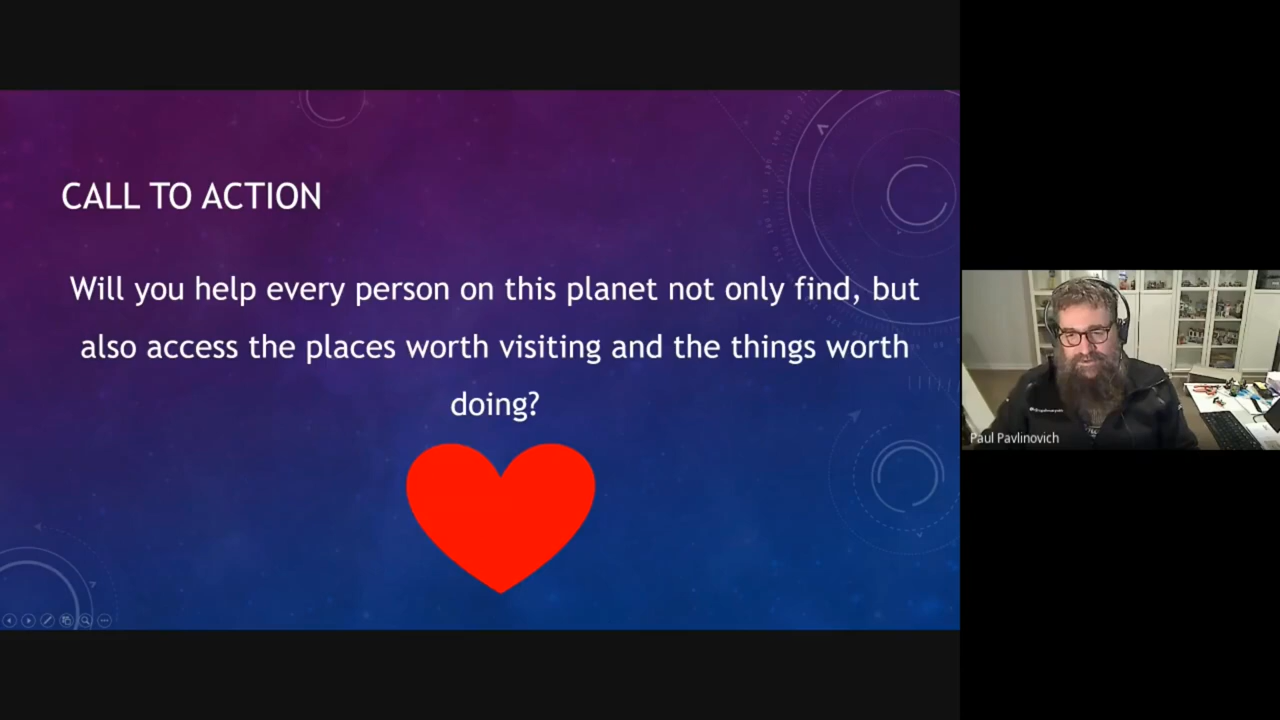 CALL TO ACTION
Will you help every person on this planet not only find, but
also access the places worth visiting and the things worth
doing?
Paul Pavlinovich